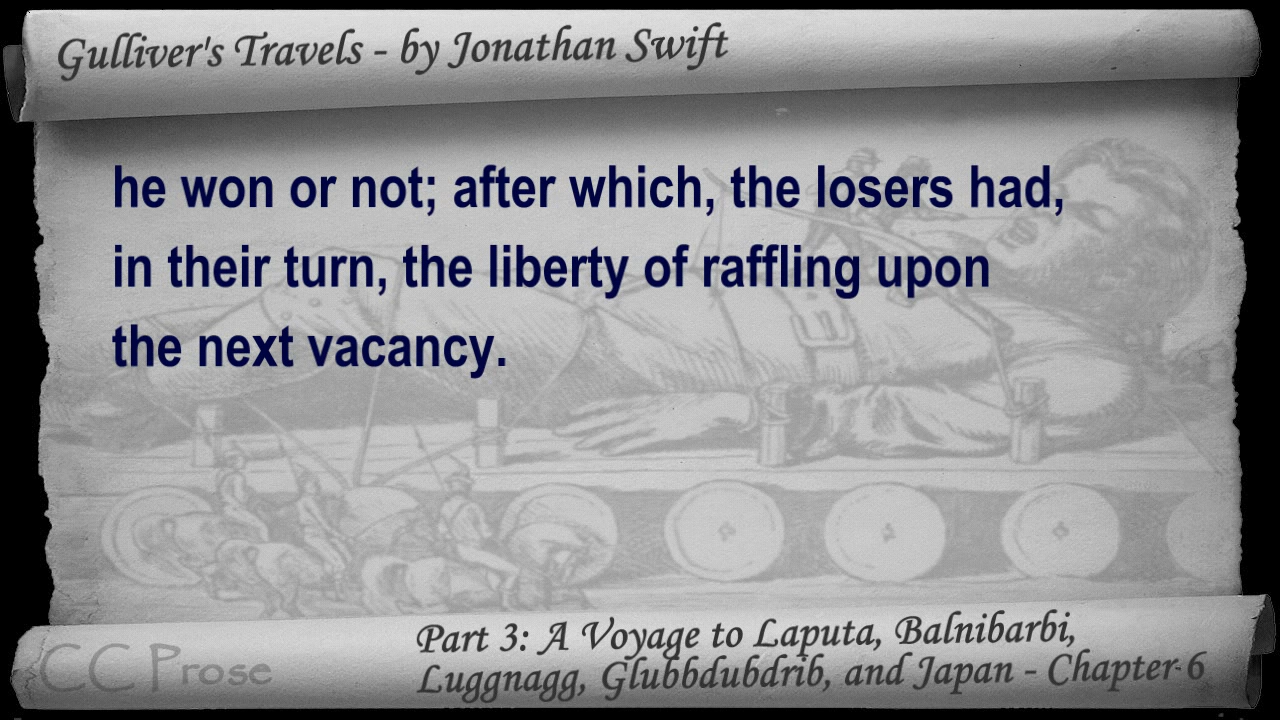 Gulliver's Travels - by Jonathan Swift
he won or not; after which, the losers had,
in their turn, the liberty of raffling upon
the next vacancy.
CC Prose
Part 3: A Voyage to Laputa, Balnibarbi,
Luggnagg, Glubbdubdrib, and Japan - Chapter 6